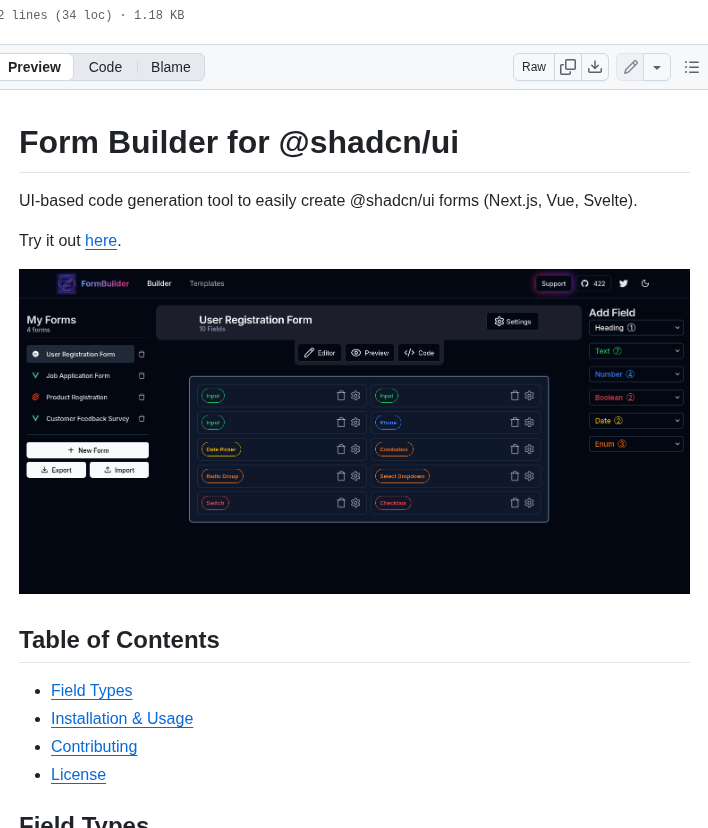 2 lines (34 loc) · 1.18 KB
Preview Code Blame Raw
Form Builder for @shadcn/ui
UI-based code generation tool to easily create @shadcn/ui forms (Next.js, Vue, Svelte).
Try it out here.
FormBuilder Builder Templates Support 422
My Forms
4 forms
User Registration Form
Job Application Form
Product Registration
Customer Feedback Survey
+ New Form
Export Import
User Registration Form
10 Fields
Settings
Editor Preview Code
Input Input
Input Phone
Date Picker Combobox
Radio Group Select Dropdown
Switch Checkbox
Add Field
Heading ①
Text ⑦
Number ④
Boolean ②
Date ②
Enum ③
Table of Contents
Field Types
Installation & Usage
Contributing
License
Field Types